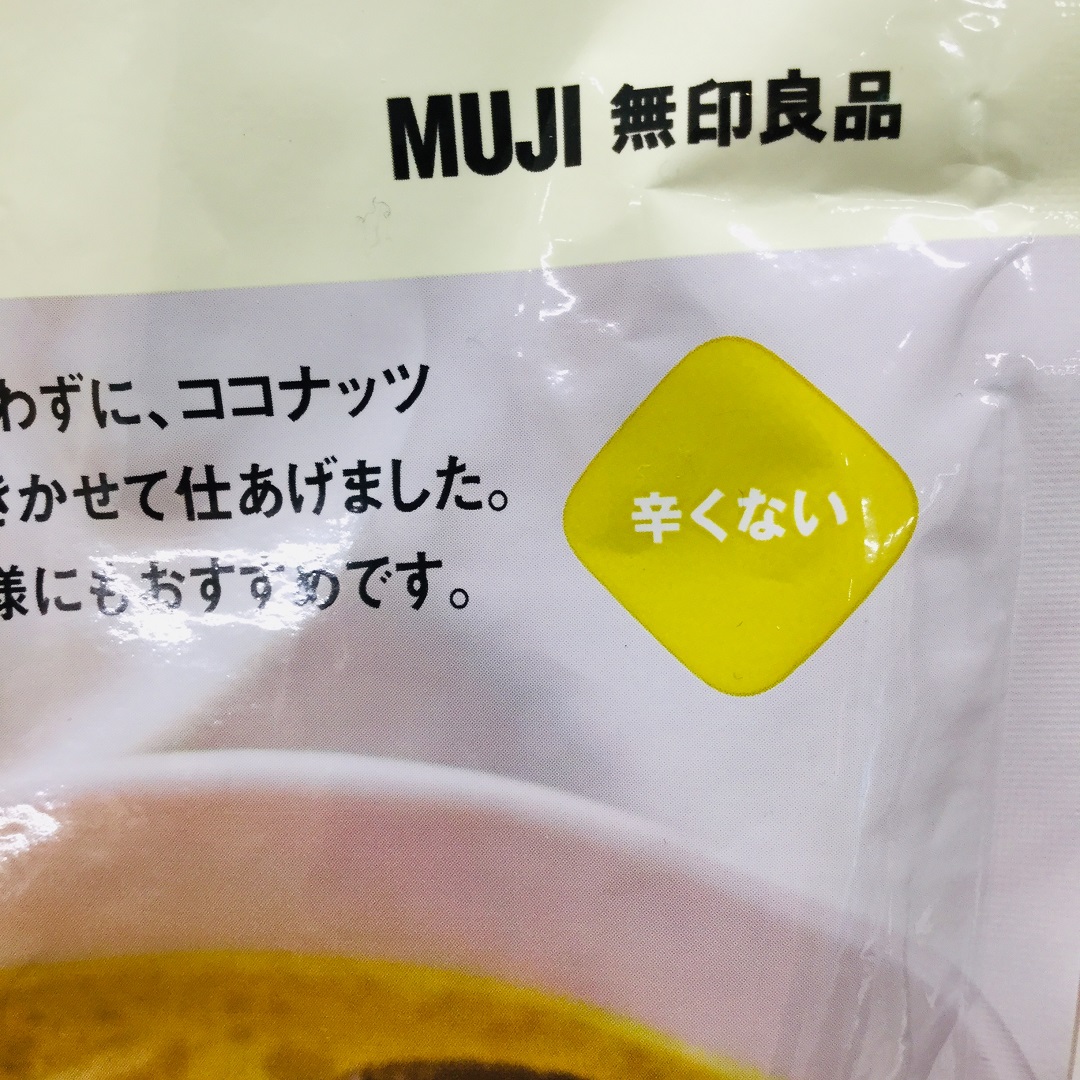 MUJI 無印良品
わずに、ココナッツ
きかせて仕あげました。
様にもおすすめです。
辛くない